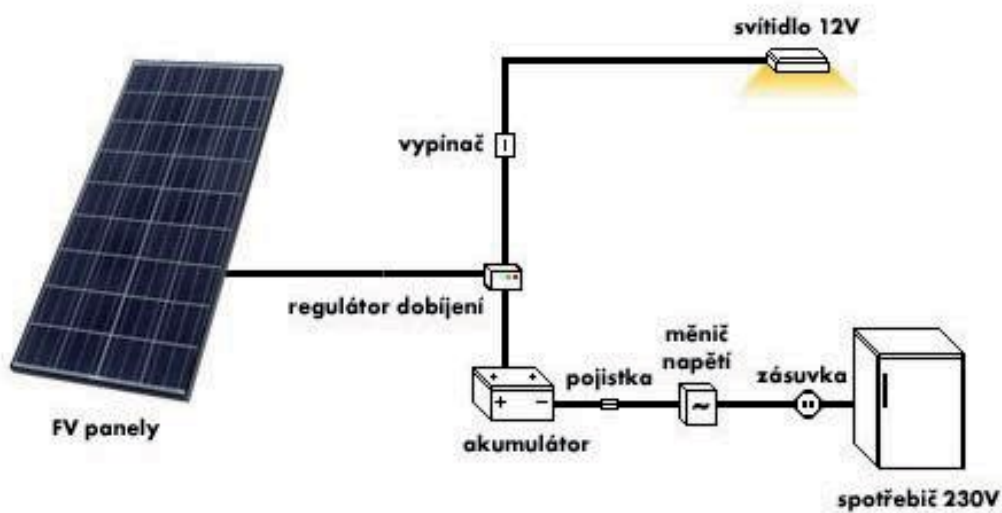 svítidlo 12V
vypínač
regulátor dobíjení
měnič
napětí
pojistka
zásuvka
FV panely
akumulátor
spotřebič 230V